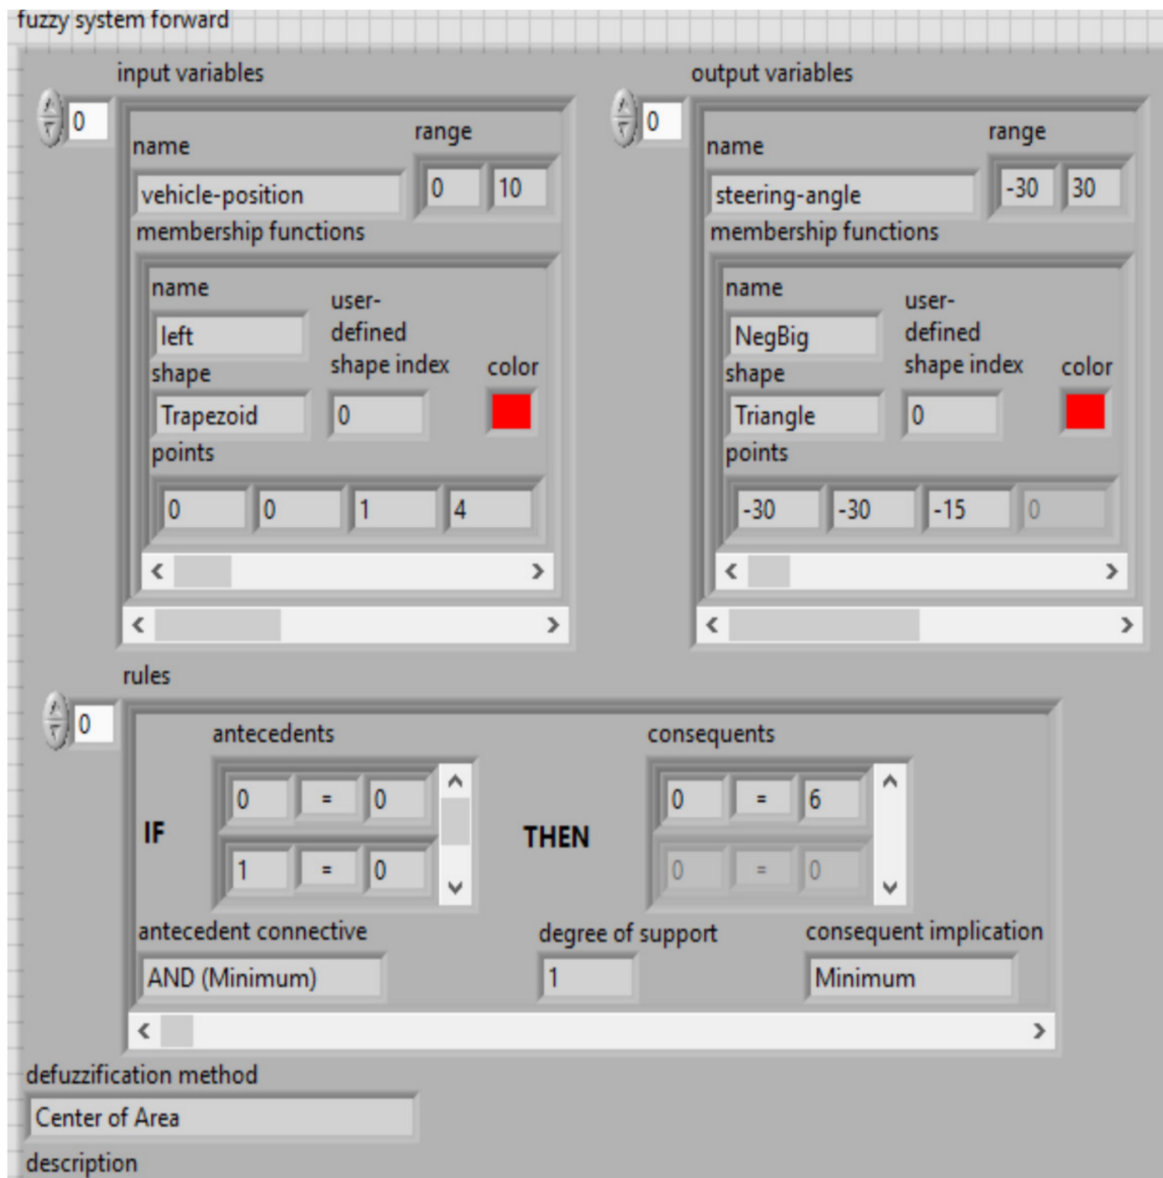 fuzzy system forward
input variables
output variables
0
name
range
vehicle-position
0 10
membership functions
name
left
user-
defined
shape index
shape
color
Trapezoid
0
points
0 0 1 4
0
name
range
steering-angle
-30 30
membership functions
name
NegBig
user-
defined
shape index
shape
color
Triangle
0
points
-30 -30 -15 0
rules
0
antecedents
consequents
IF
0 = 0
1 = 0
THEN
0 = 6
0 = 0
antecedent connective
degree of support
consequent implication
AND (Minimum)
1
Minimum
defuzzification method
Center of Area
description